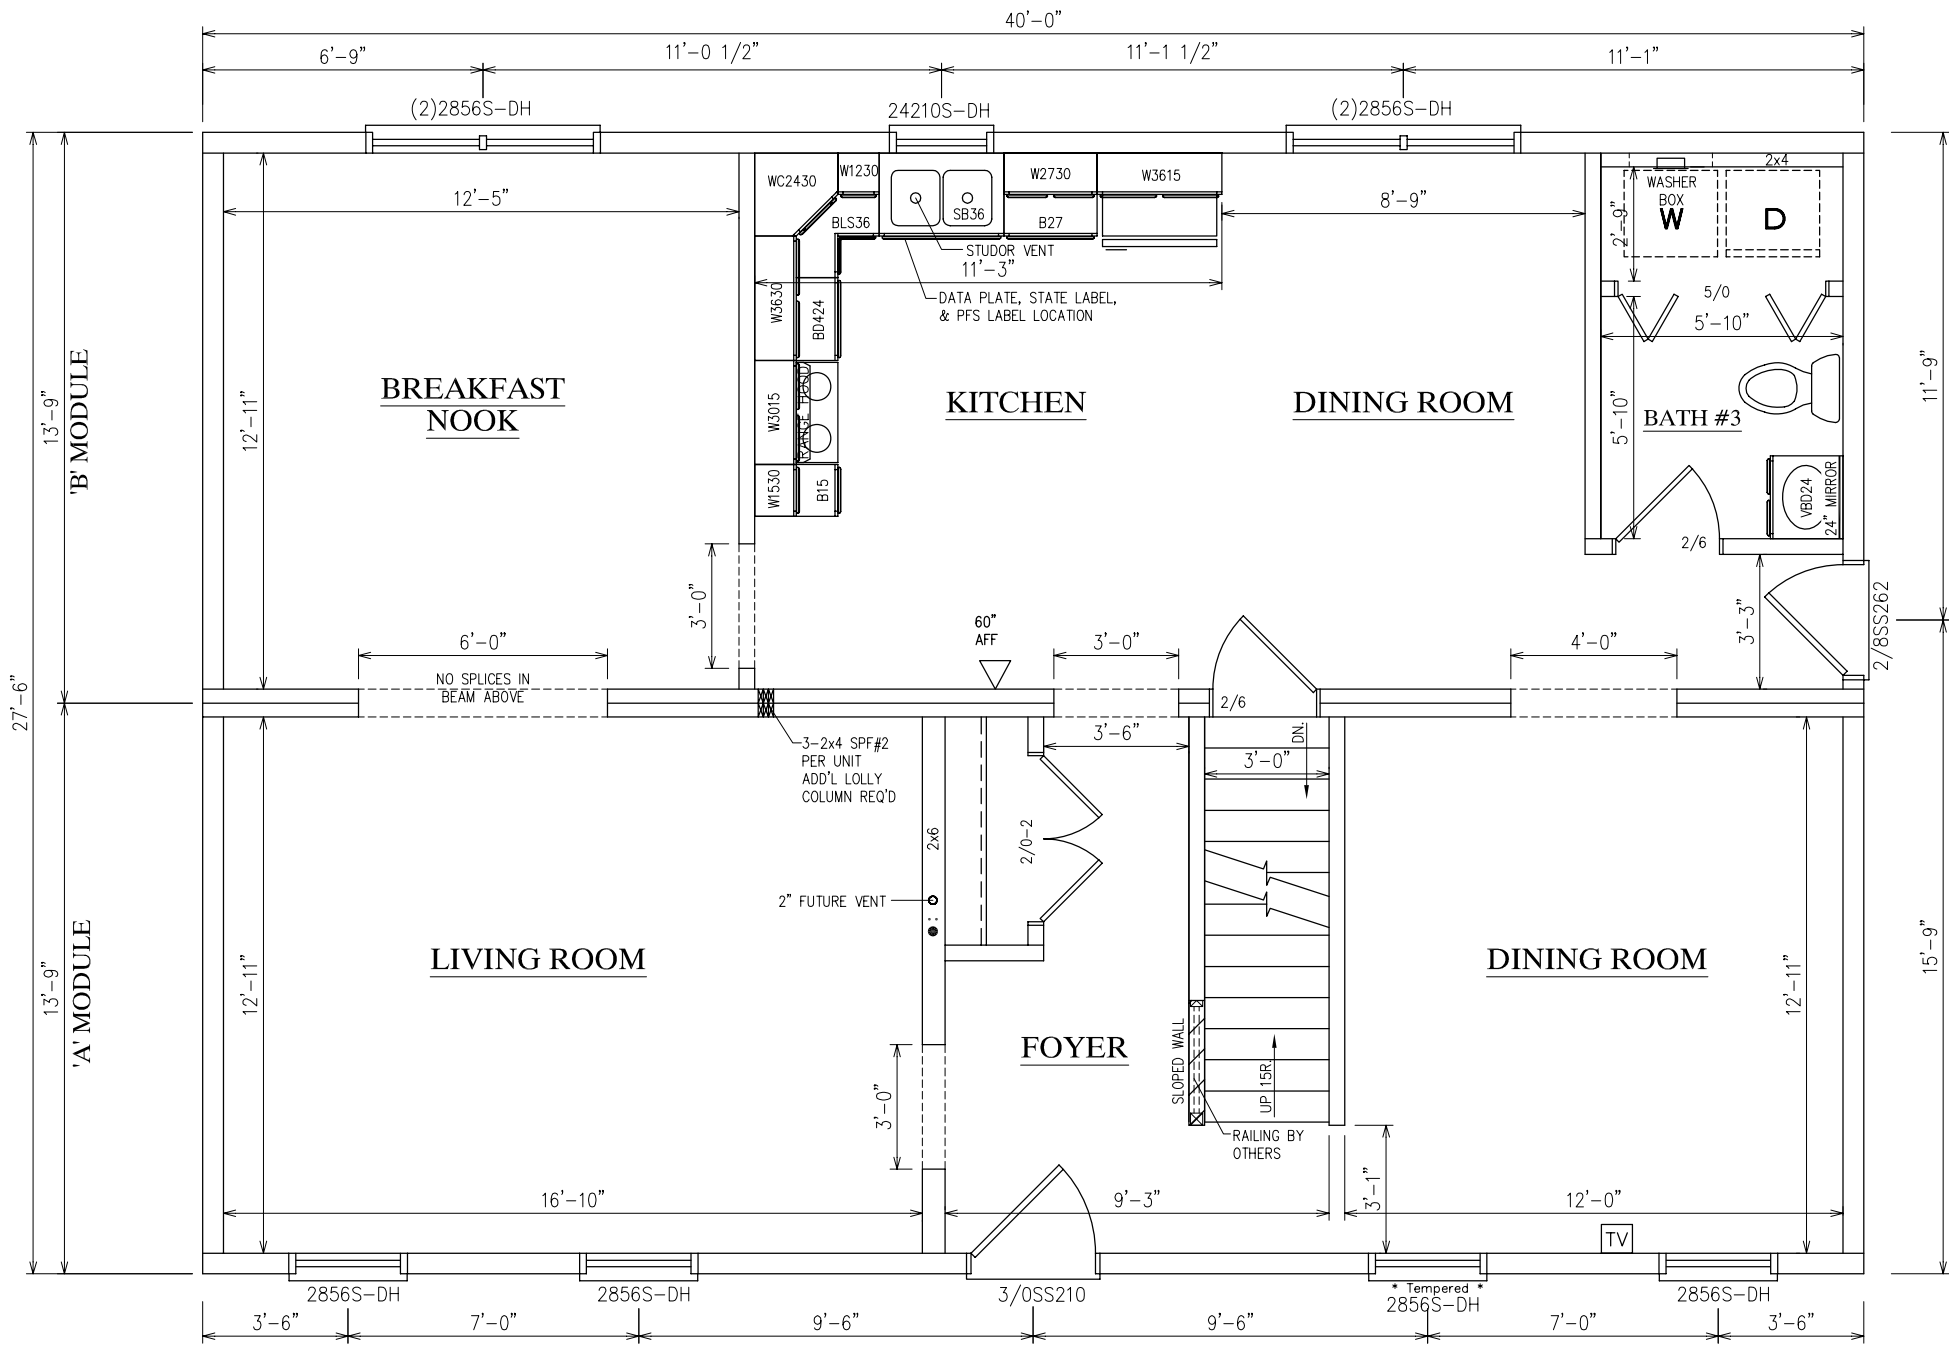 40'-0"
6'-9"
11'-0 1/2"
11'-1 1/2"
11'-1"
(2)2856S-DH
24210S-DH
(2)2856S-DH
WC2430
W1230
W2730
W3615
2x4
WASHER
BOX
W
D
12'-5"
BLS36
SB36
B27
8'-9"
2'-9"
STUDOR VENT
11'-3"
DATA PLATE, STATE LABEL,
& PFS LABEL LOCATION
5/0
5'-10"
W3630
BD424
13'-9"
'B' MODULE
12'-11"
BREAKFAST
NOOK
W3015
RANGE HOOD
KITCHEN
DINING ROOM
5'-10"
BATH #3
11'-9"
W1530
B15
VBD24
24" MIRROR
2/6
3'-0"
3'-3"
2/8SS262
60"
AFF
6'-0"
3'-0"
4'-0"
NO SPLICES IN
BEAM ABOVE
2/6
27'-6"
3-2x4 SPF#2
PER UNIT
ADD'L LOLLY
COLUMN REQ'D
3'-6"
DN.
3'-0"
2x6
2/0-2
2" FUTURE VENT
13'-9"
'A' MODULE
12'-11"
LIVING ROOM
DINING ROOM
12'-11"
15'-9"
FOYER
SLOPED WALL
UP 15R.
3'-0"
RAILING BY
OTHERS
3'-1"
16'-10"
9'-3"
12'-0"
TV
2856S-DH
2856S-DH
3/0SS210
* Tempered *
2856S-DH
2856S-DH
3'-6"
7'-0"
9'-6"
9'-6"
7'-0"
3'-6"